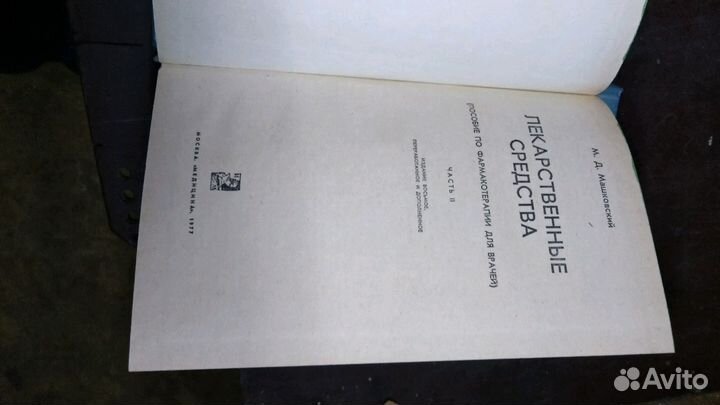 М. Д. Машковский
ЛЕКАРСТВЕННЫЕ
СРЕДСТВА
(ПОСОБИЕ ПО ФАРМАКОТЕРАПИИ ДЛЯ ВРАЧЕЙ)
ЧАСТЬ II
ИЗДАНИЕ ВОСЬМОЕ,
ПЕРЕРАБОТАННОЕ И ДОПОЛНЕННОЕ
МОСКВА. «МЕДИЦИНА», 1977
Avito